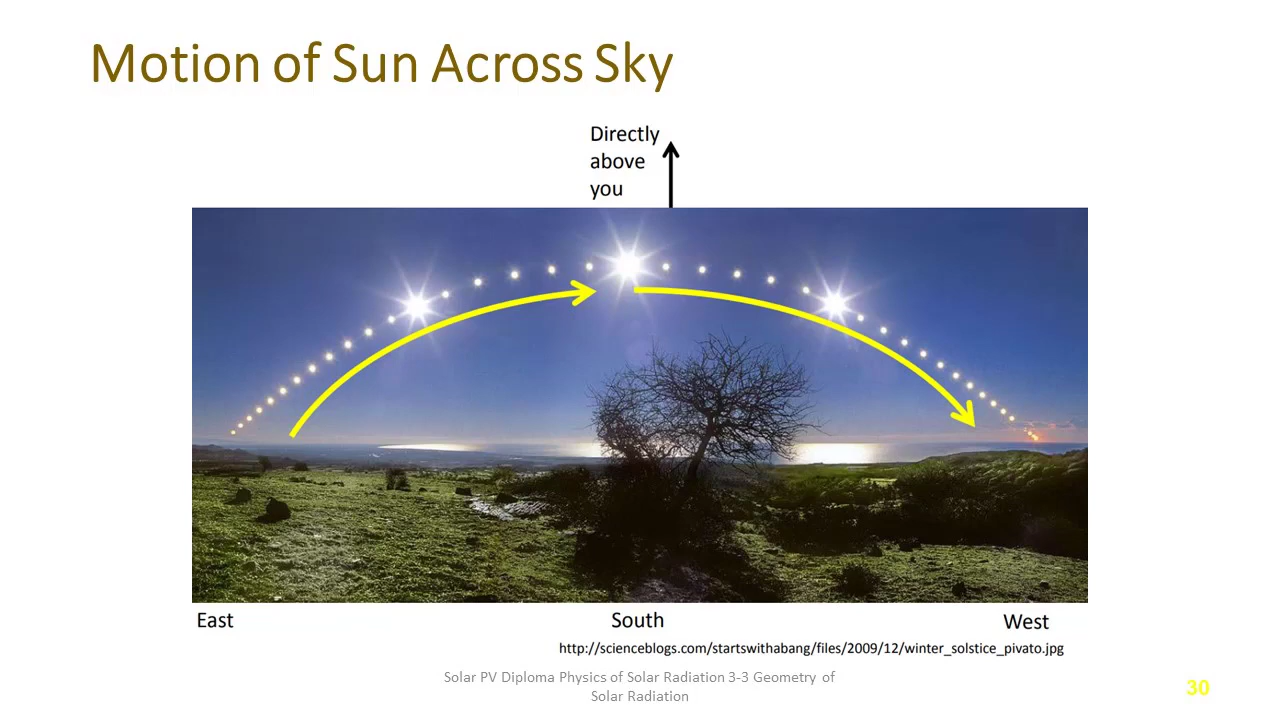 Motion of Sun Across Sky
Directly
above
you
East
South
West
http://scienceblogs.com/startswithabang/files/2009/12/winter_solstice_pivato.jpg
Solar PV Diploma Physics of Solar Radiation 3-3 Geometry of
Solar Radiation
30